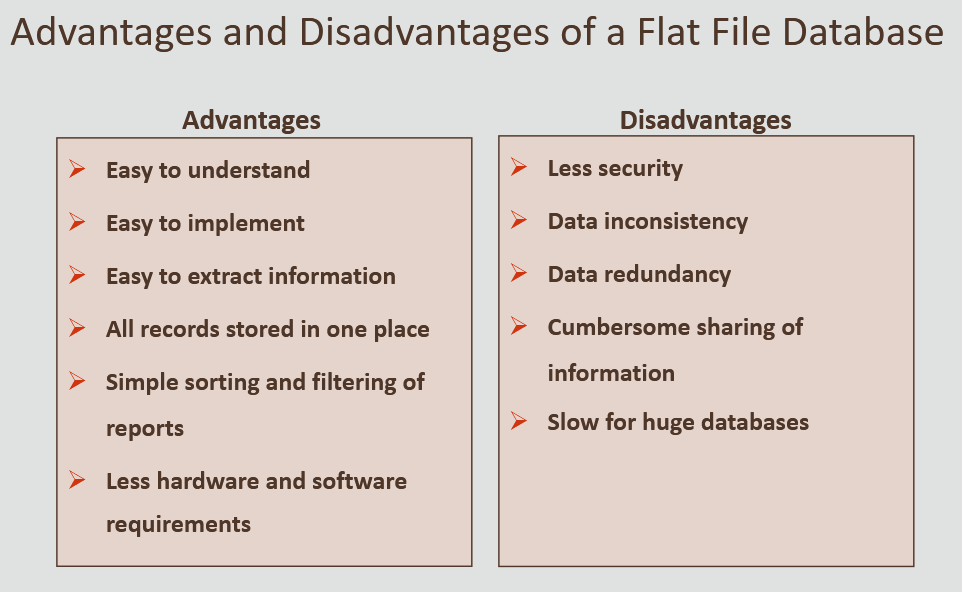 Advantages and Disadvantages of a Flat File Database
Advantages
Easy to understand
Easy to implement
Easy to extract information
All records stored in one place
Simple sorting and filtering of
reports
Less hardware and software
requirements
Disadvantages
Less security
Data inconsistency
Data redundancy
Cumbersome sharing of
information
Slow for huge databases